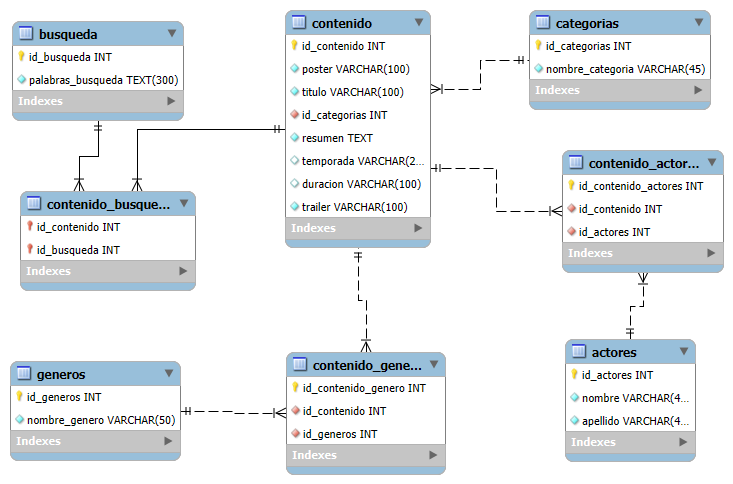 busqueda
id_busqueda INT
palabras_busqueda TEXT(300)
Indexes
contenido
id_contenido INT
poster VARCHAR(100)
titulo VARCHAR(100)
id_categorias INT
resumen TEXT
temporada VARCHAR(2...
duracion VARCHAR(100)
trailer VARCHAR(100)
Indexes
categorias
id_categorias INT
nombre_categoria VARCHAR(45)
Indexes
contenido_busque...
id_contenido INT
id_busqueda INT
Indexes
contenido_actor...
id_contenido_actores INT
id_contenido INT
id_actores INT
Indexes
generos
id_generos INT
nombre_genero VARCHAR(50)
Indexes
contenido_gene...
id_contenido_genero INT
id_contenido INT
id_generos INT
Indexes
actores
id_actores INT
nombre VARCHAR(4...
apellido VARCHAR(4...
Indexes